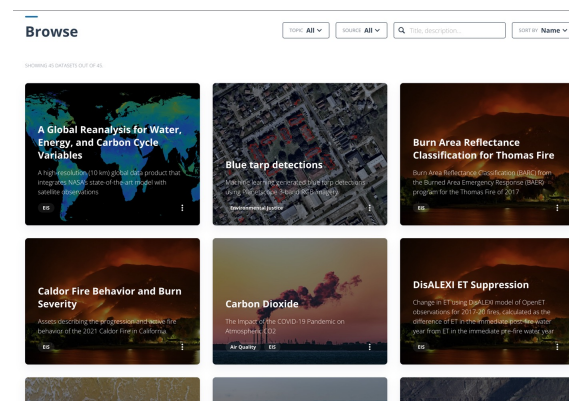 Browse
TOPIC All
SOURCE All
Title, description...
SORT BY Name
SHOWING 45 DATASETS OUT OF 45.
A Global Reanalysis for Water,
Energy, and Carbon Cycle
Variables
A high-resolution (10 km) global data product that
integrates NASA's state-of-the-art model with
satellite observations
EIS
Blue tarp detections
Machine learning generated blue tarp detections
using Planetscope 3-band RGB imagery
Environmental Justice
Burn Area Reflectance
Classification for Thomas Fire
Burn Area Reflectance Classification (BARC) from
the Burned Area Emergency Response (BAER)
program for the Thomas Fire of 2017
EIS
Caldor Fire Behavior and Burn
Severity
Assets describing the progression and active fire
behavior of the 2021 Caldor Fire in California
EIS
Carbon Dioxide
The Impact of the COVID-19 Pandemic on
Atmospheric CO2
Air Quality EIS
DisALEXI ET Suppression
Change in ET using DisALEXI model of OpenET
observations for 2017-20 fires, calculated as the
difference of ET in the immediate post-fire water
year from ET in the immediate pre-fire water year
EIS